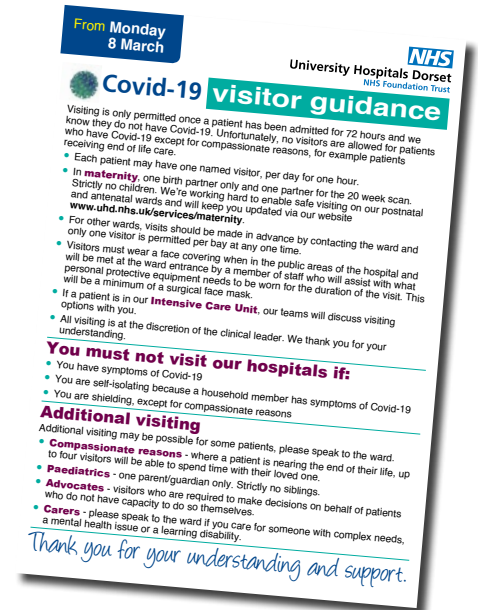 From Monday
8 March
NHS
University Hospitals Dorset
NHS Foundation Trust
Covid-19 visitor guidance
Visiting is only permitted once a patient has been admitted for 72 hours and we
know they do not have Covid-19. Unfortunately, no visitors are allowed for patients
who have Covid-19 except for compassionate reasons, for example patients
receiving end of life care.
• Each patient may have one named visitor, per day for one hour.
• In maternity, one birth partner only and one partner for the 20 week scan.
Strictly no children. We're working hard to enable safe visiting on our postnatal
and antenatal wards and will keep you updated via our website
www.uhd.nhs.uk/services/maternity.
• For other wards, visits should be made in advance by contacting the ward and
only one visitor is permitted per bay at any one time.
• Visitors must wear a face covering when in the public areas of the hospital and
will be met at the ward entrance by a member of staff who will assist with what
personal protective equipment needs to be worn for the duration of the visit. This
will be a minimum of a surgical face mask.
• If a patient is in our Intensive Care Unit, our teams will discuss visiting
options with you.
• All visiting is at the discretion of the clinical leader. We thank you for your
understanding.
You must not visit our hospitals if:
• You have symptoms of Covid-19
• You are self-isolating because a household member has symptoms of Covid-19
• You are shielding, except for compassionate reasons
Additional visiting
Additional visiting may be possible for some patients, please speak to the ward.
• Compassionate reasons - where a patient is nearing the end of their life, up
to four visitors will be able to spend time with their loved one.
• Paediatrics - one parent/guardian only. Strictly no siblings.
• Advocates - visitors who are required to make decisions on behalf of patients
who do not have capacity to do so themselves.
• Carers - please speak to the ward if you care for someone with complex needs,
a mental health issue or a learning disability.
Thank you for your understanding and support.